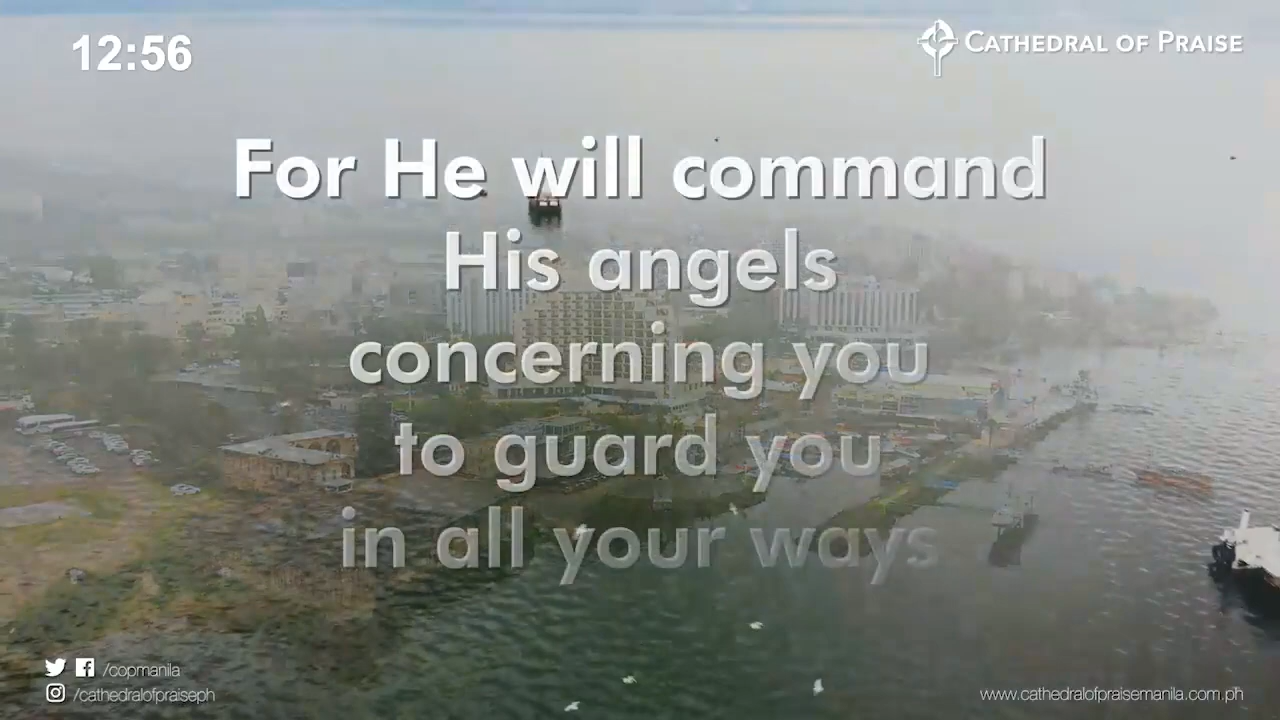 12:56
CATHEDRAL OF PRAISE
For He will command
His angels
concerning you
to guard you
in all your ways
/copmanila
/cathedralofpraiseph
www.cathedralofpraisemanila.com.ph